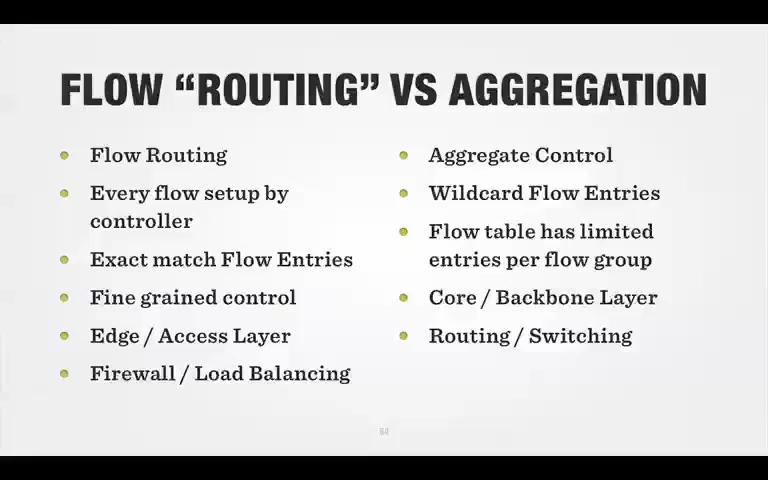 FLOW “ROUTING” VS AGGREGATION
Flow Routing
Every flow setup by
controller
Exact match Flow Entries
Fine grained control
Edge / Access Layer
Firewall / Load Balancing
Aggregate Control
Wildcard Flow Entries
Flow table has limited
entries per flow group
Core / Backbone Layer
Routing / Switching